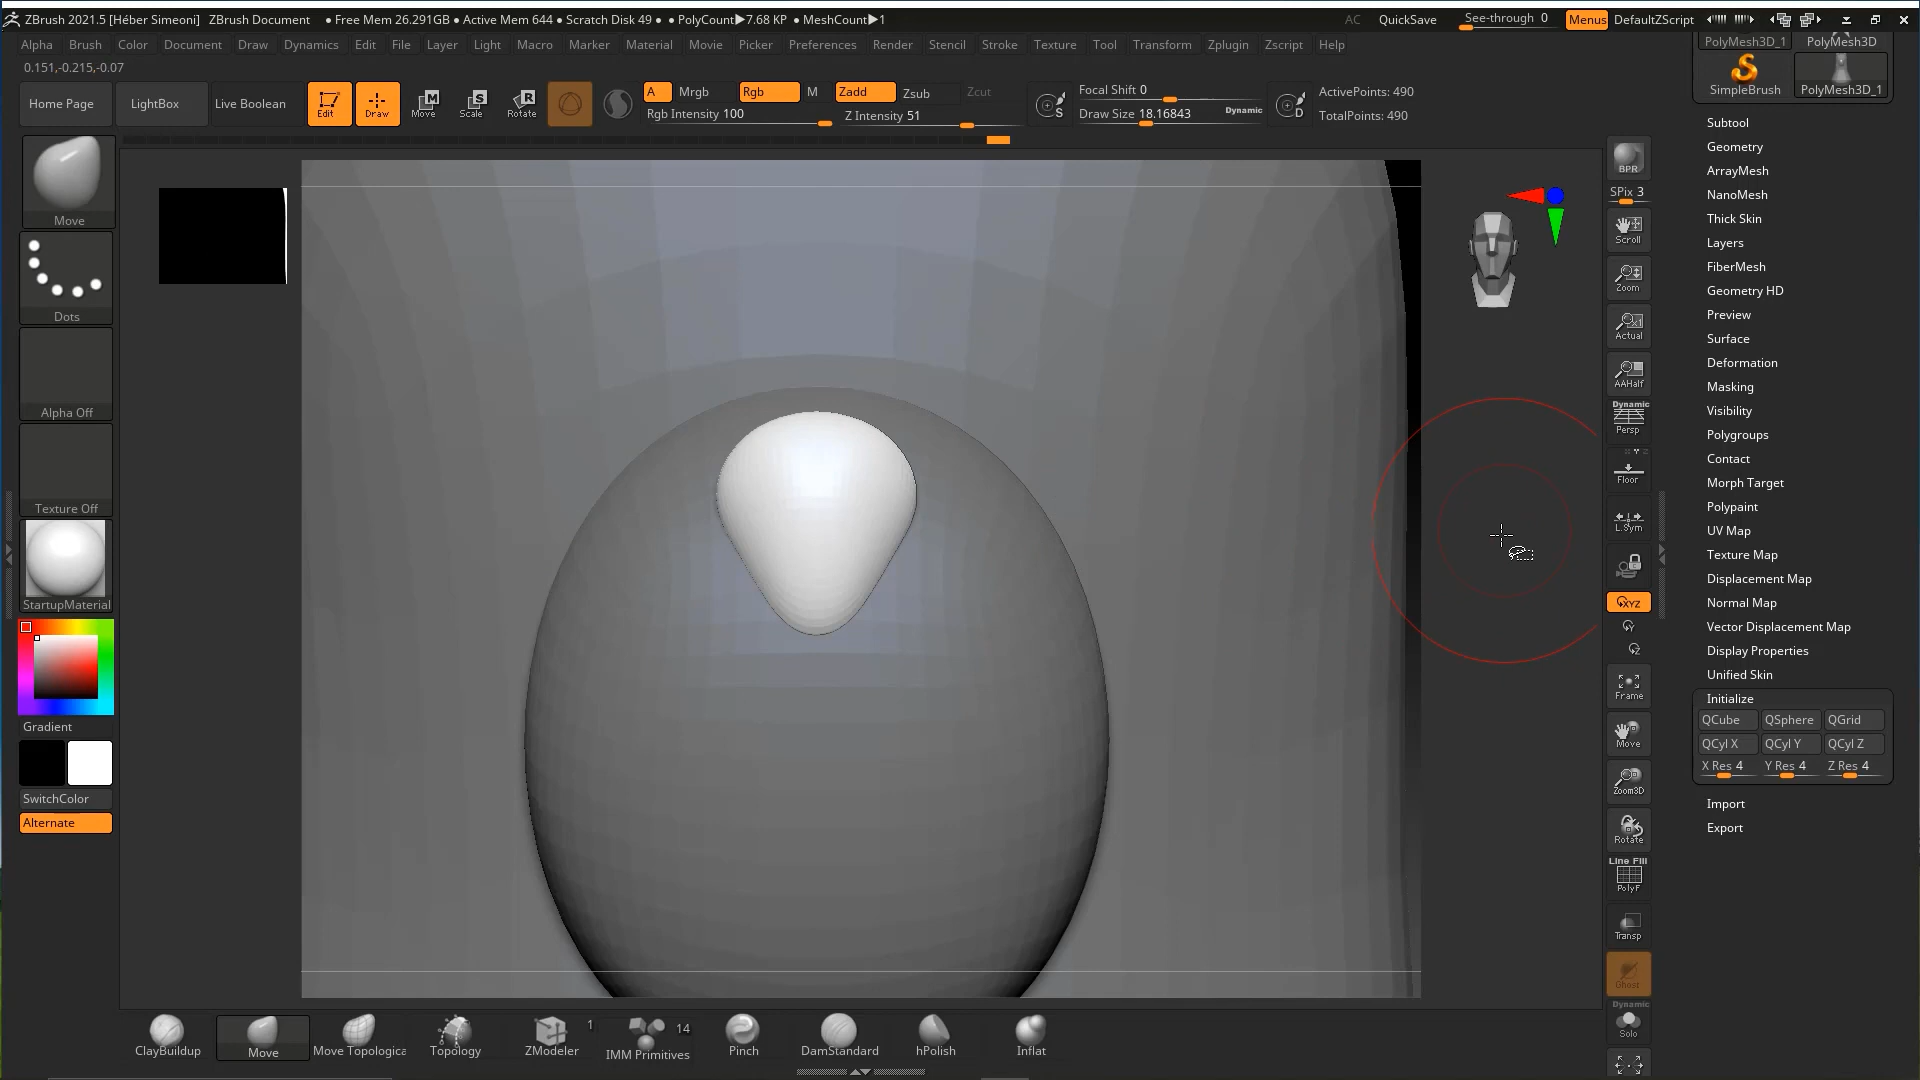 ZBrush 2021.5 [Héber Simeoni] ZBrush Document • Free Mem 26.291GB • Active Mem 644 • Scratch Disk 49 • PolyCount▶7.68 KP • MeshCount▶1 AC QuickSave See-through 0 Menus DefaultZScript
Alpha Brush Color Document Draw Dynamics Edit File Layer Light Macro Marker Material Movie Picker Preferences Render Stencil Stroke Texture Tool Transform Zplugin Zscript Help
0.151,-0.215,-0.07
Home Page
LightBox
Live Boolean
Edit
Draw
Move
Scale
Rotate
A Mrgb Rgb M Zadd Zsub Zcut
Rgb Intensity 100 Z Intensity 51
S
Focal Shift 0
Draw Size 18.16843 Dynamic
D
ActivePoints: 490
TotalPoints: 490
Move
Dots
Alpha Off
Texture Off
StartupMaterial
Gradient
SwitchColor
Alternate
BPR
SPix 3
Scroll
Zoom
Actual
AAHalf
Dynamic
Persp
Floor
L.Sym
XYZ
Frame
Move
Zoom3D
Rotate
Line Fill
PolyF
Transp
Ghost
Dynamic
Solo
PolyMesh3D_1 PolyMesh3D
SimpleBrush PolyMesh3D_1
Subtool
Geometry
ArrayMesh
NanoMesh
Thick Skin
Layers
FiberMesh
Geometry HD
Preview
Surface
Deformation
Masking
Visibility
Polygroups
Contact
Morph Target
Polypaint
UV Map
Texture Map
Displacement Map
Normal Map
Vector Displacement Map
Display Properties
Unified Skin
Initialize
QCube QSphere QGrid
QCyl X QCyl Y QCyl Z
X Res 4 Y Res 4 Z Res 4
Import
Export
ClayBuildup
Move
Move Topologica
Topology
1
ZModeler
14
IMM Primitives
Pinch
DamStandard
hPolish
Inflat